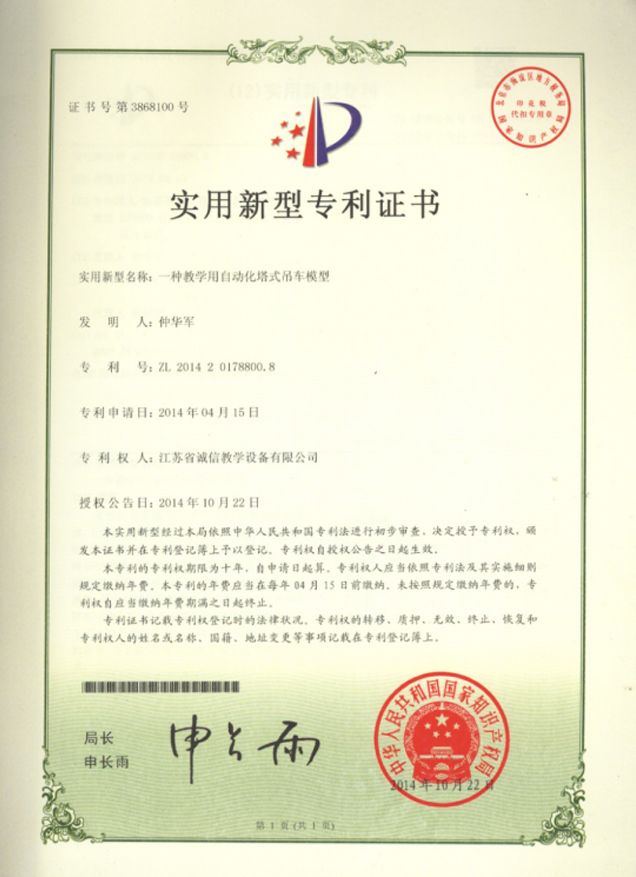 证书号第3868100号
印花税
代扣专用章
实用新型专利证书
实用新型名称：一种教学用自动化塔式吊车模型
发明人：仲华军
专利号：ZL 2014 2 0178800.8
专利申请日：2014年04月15日
专利权人：江苏省诚信教学设备有限公司
授权公告日：2014年10月22日
本实用新型经过本局依照中华人民共和国专利法进行初步审查，决定授予专利权，颁
发本证书并在专利登记簿上予以登记。专利权自授权公告之日起生效。
本专利的专利权期限为十年，自申请日起算。专利权人应当依照专利法及其实施细则
规定缴纳年费。本专利的年费应当在每年04月15日前缴纳。未按照规定缴纳年费的，专
利权自应当缴纳年费期满之日起终止。
专利证书记载专利权登记时的法律状况。专利权的转移、质押、无效、终止、恢复和
专利权人的姓名或名称、国籍、地址变更等事项记载在专利登记簿上。
局长
申长雨
申长雨
中华人民共和国国家知识产权局
2014年10月22日
第1页(共1页)